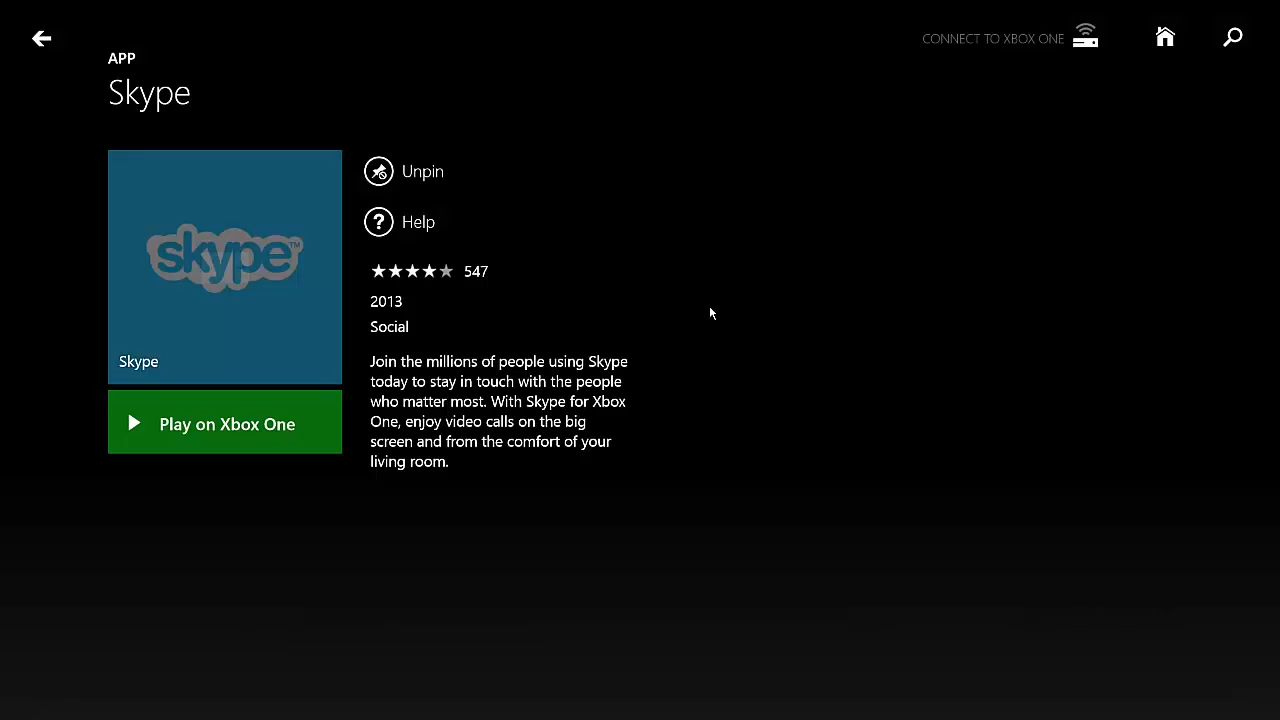 CONNECT TO XBOX ONE
APP
Skype
skype™
Skype
Play on Xbox One
Unpin
Help
547
2013
Social
Join the millions of people using Skype
today to stay in touch with the people
who matter most. With Skype for Xbox
One, enjoy video calls on the big
screen and from the comfort of your
living room.